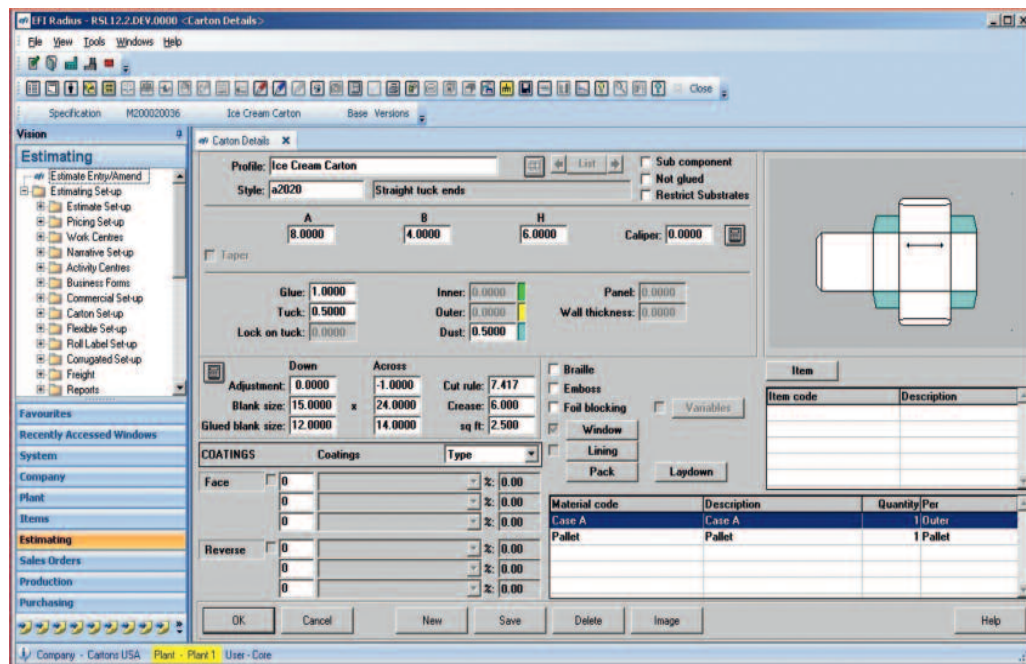 EFI Radius - RSL12.2.DEV.0000 <Carton Details>
File View Tools Windows Help
Close
Specification M200020036 Ice Cream Carton Base Versions
Vision
Carton Details
Estimating
Estimate Entry/Amend
Estimating Set-up
Estimate Set-up
Pricing Set-up
Work Centres
Narrative Set-up
Activity Centres
Business Forms
Commercial Set-up
Carton Set-up
Flexible Set-up
Roll Label Set-up
Corrugated Set-up
Freight
Reports
Favourites
Recently Accessed Windows
System
Company
Plant
Items
Estimating
Sales Orders
Production
Purchasing
Profile: Ice Cream Carton List Sub component
Not glued
Style: a2020 Straight tuck ends Restrict Substrates
A B H
8.0000 4.0000 6.0000 Caliper: 0.0000
Taper
Glue: 1.0000 Inner: 0.0000 Panel: 0.0000
Tuck: 0.5000 Outer: 0.0000 Wall thickness: 0.0000
Lock on tuck: 0.0000 Dust: 0.5000
Down Across
Adjustment: 0.0000 -1.0000 Cut rule: 7.417
Blank size: 15.0000 x 24.0000 Crease: 6.000
Glued blank size: 12.0000 14.0000 sq ft: 2.500
Braille
Emboss
Foil blocking Variables
Window
Lining
Pack Laydown
Item
Item code Description
COATINGS Coatings Type
Face 0 %: 0.00
0 %: 0.00
0 %: 0.00
Reverse 0 %: 0.00
0 %: 0.00
0 %: 0.00
Material code Description Quantity Per
Case A Case A 1 Outer
Pallet Pallet 1 Pallet
OK Cancel New Save Delete Image Help
Company - Cartons USA Plant - Plant 1 User - Core